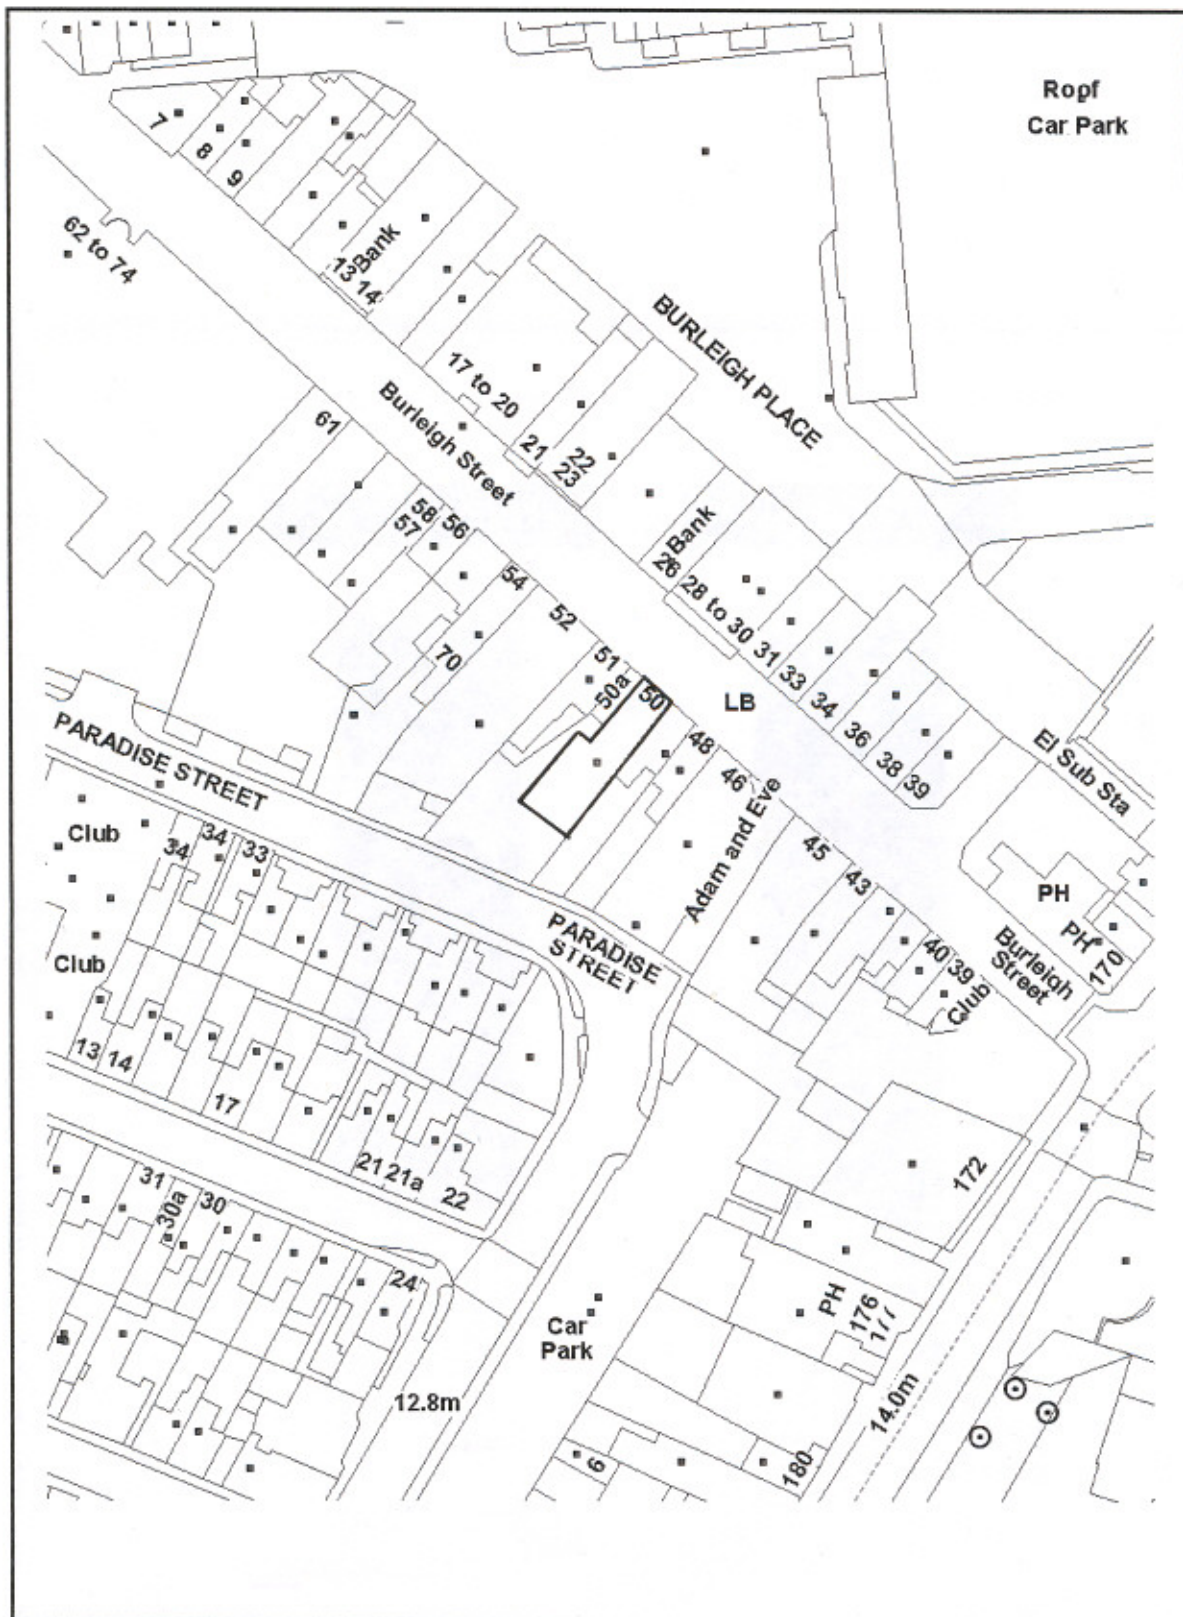 Ropf
Car Park
7
8
9
62 to 74
Bank
13
14
BURLEIGH PLACE
17 to 20
Burleigh Street
61
21
22
23
58
57
56
54
52
Bank
26
28 to 30
31
33
34
36
38
39
70
51
50a
50
LB
48
46
El Sub Sta
PARADISE STREET
Adam and Eve
45
43
40
39
Club
PH
PH
170
Burleigh
Street
Club
34
34
33
Club
PARADISE
STREET
13
14
17
21
21a
22
172
31
30a
30
24
PH
176
177
Car
Park
12.8m
14.0m
6
180